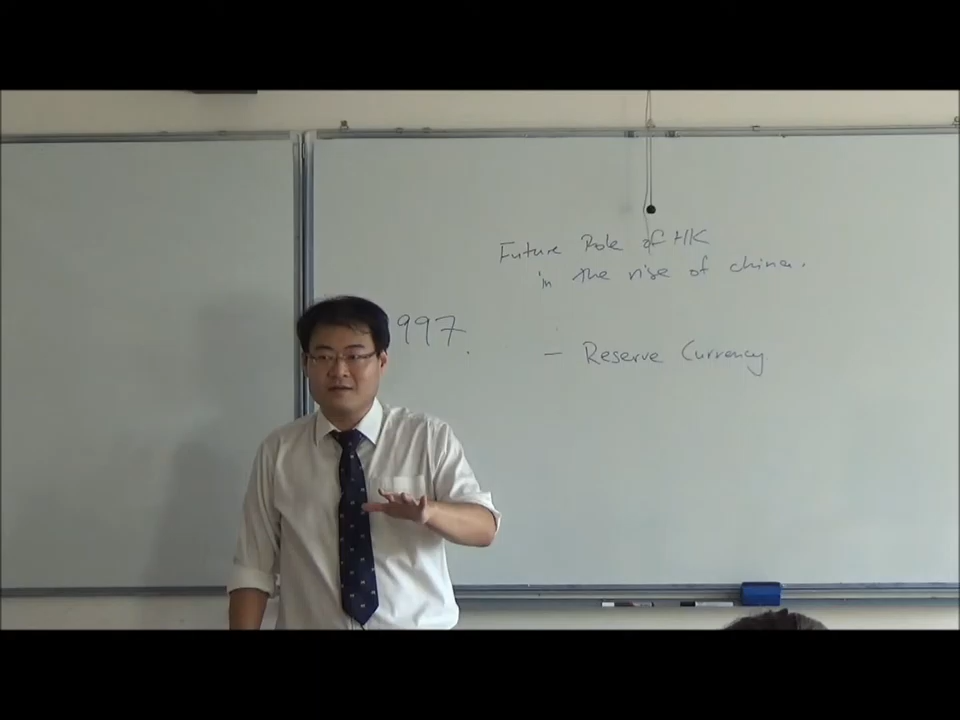 Future Role of HK
in the rise of china.
997.
- Reserve Currency